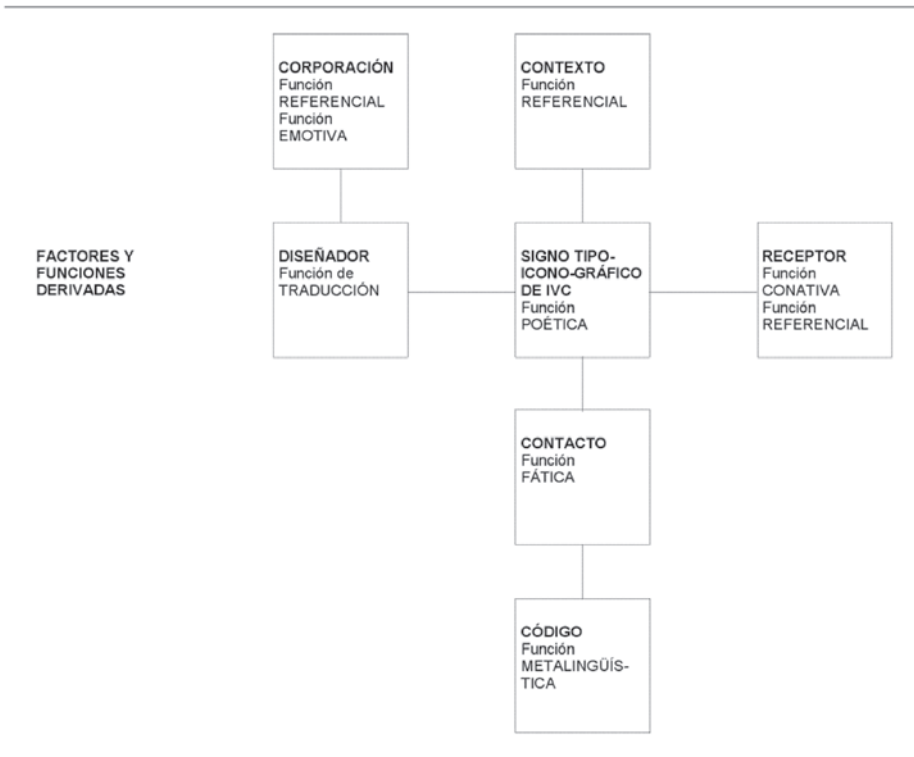 CORPORACIÓN
Función
REFERENCIAL
Función
EMOTIVA
CONTEXTO
Función
REFERENCIAL
FACTORES Y
FUNCIONES
DERIVADAS
DISEÑADOR
Función de
TRADUCCIÓN
SIGNO TIPO-
ICONO-GRÁFICO
DE IVC
Función
POÉTICA
RECEPTOR
Función
CONATIVA
Función
REFERENCIAL
CONTACTO
Función
FÁTICA
CÓDIGO
Función
METALINGÜÍS-
TICA